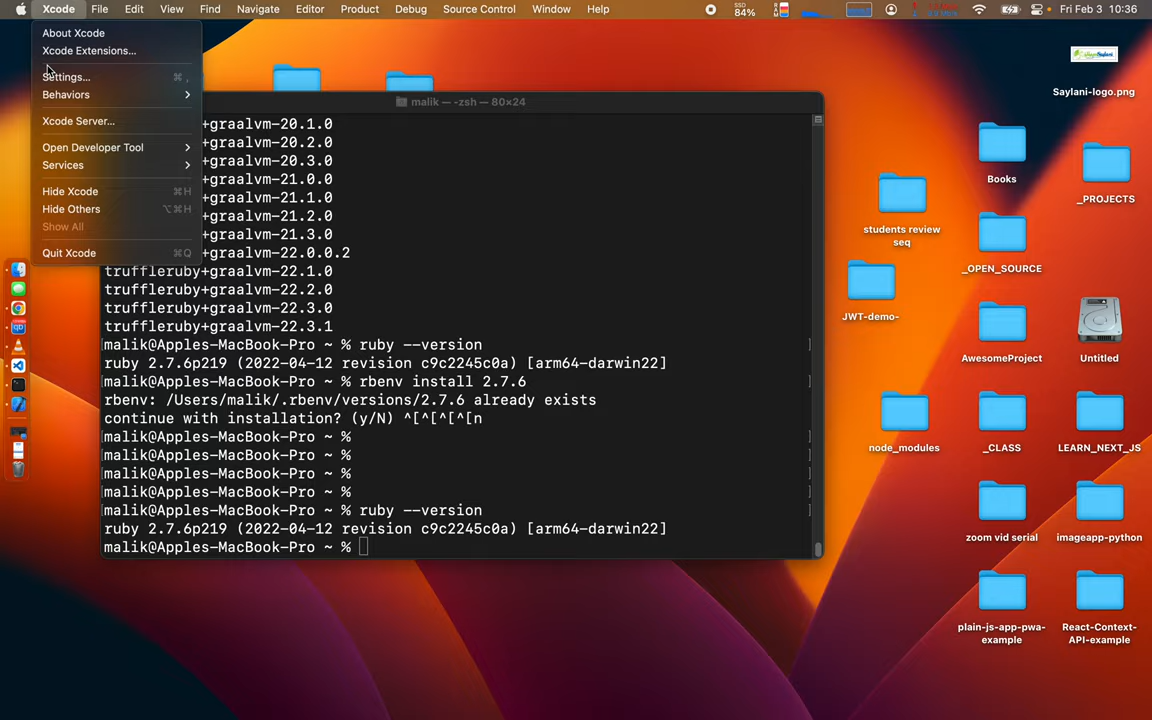 Xcode File Edit View Find Navigate Editor Product Debug Source Control Window Help SSD 84% Fri Feb 3 10:36
About Xcode
Xcode Extensions...
Settings... ⌘ ,
Behaviors
Xcode Server...
Open Developer Tool
Services
Hide Xcode ⌘H
Hide Others ⌥⌘H
Show All
Quit Xcode ⌘Q
malik — -zsh — 80×24
+graalvm-20.1.0
+graalvm-20.2.0
+graalvm-20.3.0
+graalvm-21.0.0
+graalvm-21.1.0
+graalvm-21.2.0
+graalvm-21.3.0
+graalvm-22.0.0.2
truffleruby+graalvm-22.1.0
truffleruby+graalvm-22.2.0
truffleruby+graalvm-22.3.0
truffleruby+graalvm-22.3.1
[malik@Apples-MacBook-Pro ~ % ruby --version ]
ruby 2.7.6p219 (2022-04-12 revision c9c2245c0a) [arm64-darwin22]
[malik@Apples-MacBook-Pro ~ % rbenv install 2.7.6 ]
rbenv: /Users/malik/.rbenv/versions/2.7.6 already exists
continue with installation? (y/N) ^[^[^[^[n
[malik@Apples-MacBook-Pro ~ % ]
[malik@Apples-MacBook-Pro ~ % ]
[malik@Apples-MacBook-Pro ~ % ]
[malik@Apples-MacBook-Pro ~ % ]
[malik@Apples-MacBook-Pro ~ % ruby --version ]
ruby 2.7.6p219 (2022-04-12 revision c9c2245c0a) [arm64-darwin22]
malik@Apples-MacBook-Pro ~ %
Saylani-logo.png
Books
_PROJECTS
students review
seq
_OPEN_SOURCE
JWT-demo-
AwesomeProject
Untitled
node_modules
_CLASS
LEARN_NEXT_JS
zoom vid serial
imageapp-python
plain-js-app-pwa-
example
React-Context-
API-example